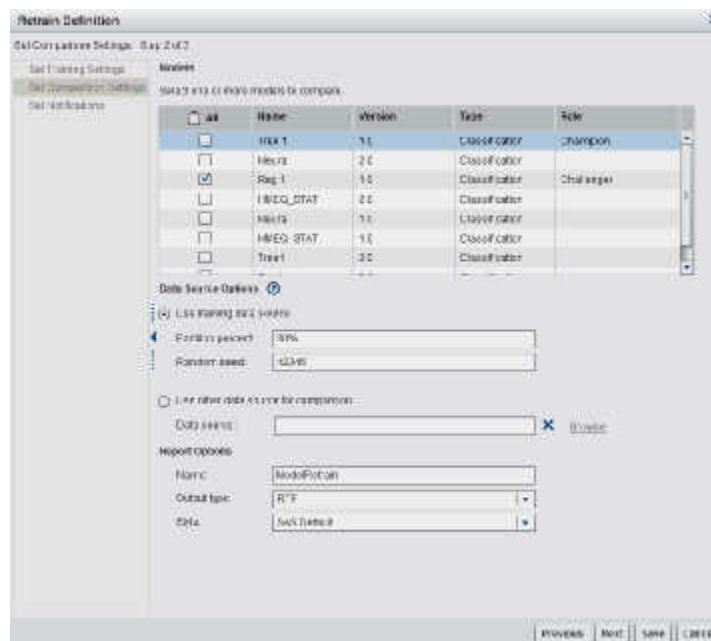 Retrain Definition
Set Comparison Settings: Step 2 of 3
Set Training Settings
Set Comparison Settings
Set Notifications
Models
Select one or more models to compare.
All Name Version Type Role
Tree 1 1.0 Classification Champion
Neural 2.0 Classification
Reg 1 1.0 Classification Challenger
HMEQ_STAT 2.0 Classification
Neural 1.0 Classification
HMEQ_STAT 1.0 Classification
Tree1 Classification
Data Source Options
Use training data source
Partition percent:
Random seed: 12345
Use other data source for comparison
Data source: Browse
Report Options
Name: ModelRetrain
Output type: RTF
Style: SAS Default
Previous Next Save Cancel